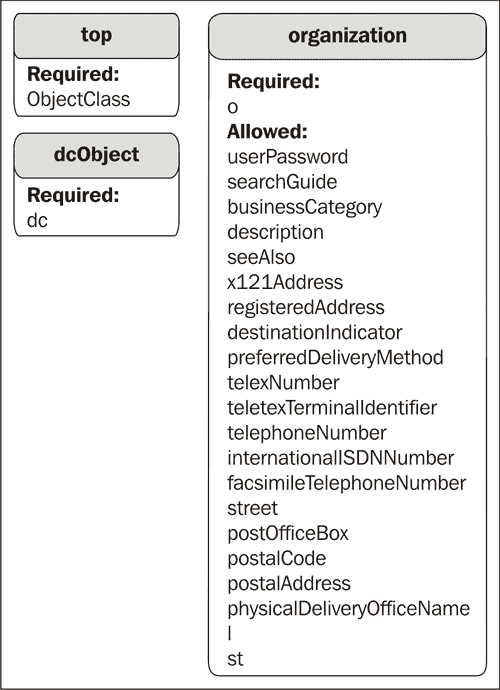 top
Required:
ObjectClass
dcObject
Required:
dc
organization
Required:
o
Allowed:
userPassword
searchGuide
businessCategory
description
seeAlso
x121Address
registeredAddress
destinationIndicator
preferredDeliveryMethod
telexNumber
teletexTerminalIdentifier
telephoneNumber
internationalISDNNumber
facsimileTelephoneNumber
street
postOfficeBox
postalCode
postalAddress
physicalDeliveryOfficeName
l
st